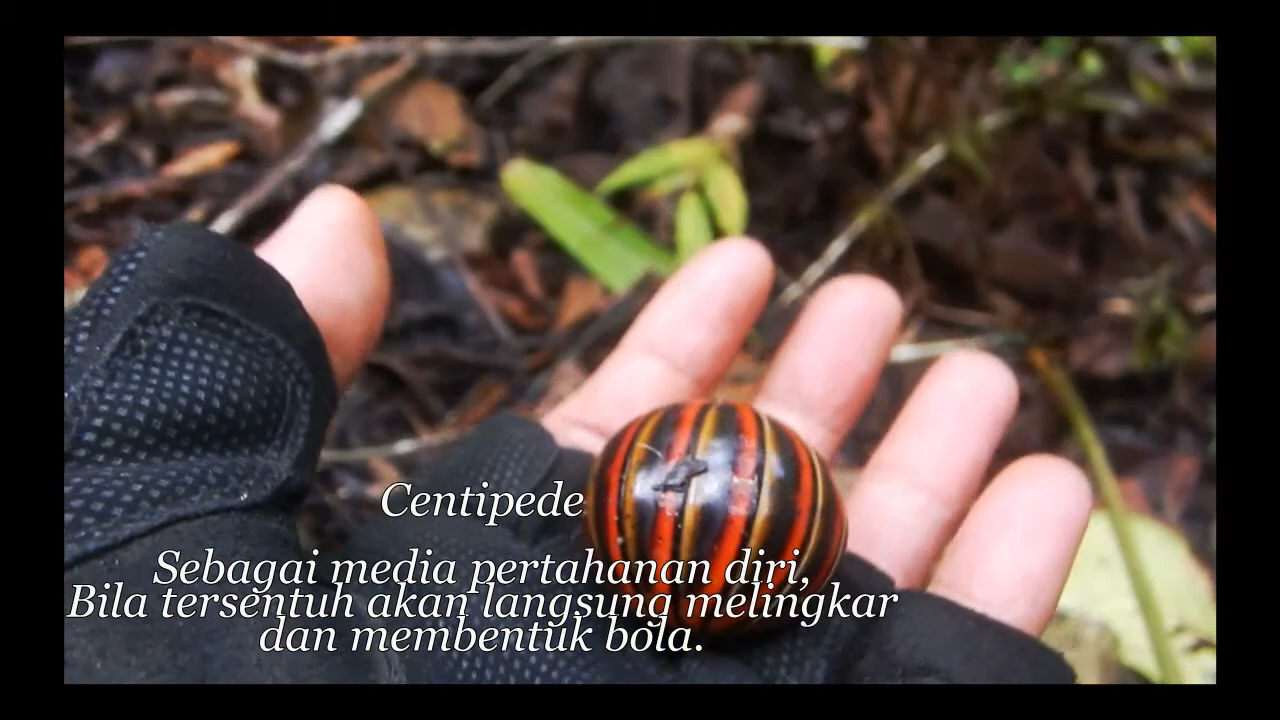 Centipede
Sebagai media pertahanan diri,
Bila tersentuh akan langsung melingkar
dan membentuk bola.